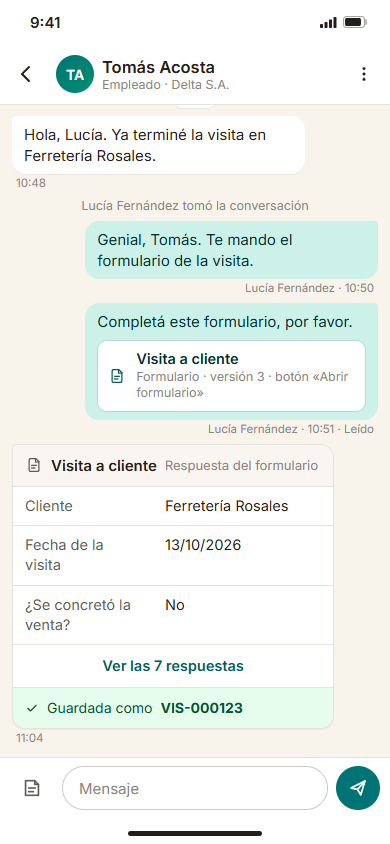 9:41
TA
Tomás Acosta
Empleado · Delta S.A.
Hola, Lucía. Ya terminé la visita en
Ferretería Rosales.
10:48
Lucía Fernández tomó la conversación
Genial, Tomás. Te mando el
formulario de la visita.
Lucía Fernández · 10:50
Completá este formulario, por favor.
Visita a cliente
Formulario · versión 3 · botón «Abrir
formulario»
Lucía Fernández · 10:51 · Leído
Visita a cliente Respuesta del formulario
Cliente Ferretería Rosales
Fecha de la 13/10/2026
visita
¿Se concretó la No
venta?
Ver las 7 respuestas
Guardada como VIS-000123
11:04
Mensaje